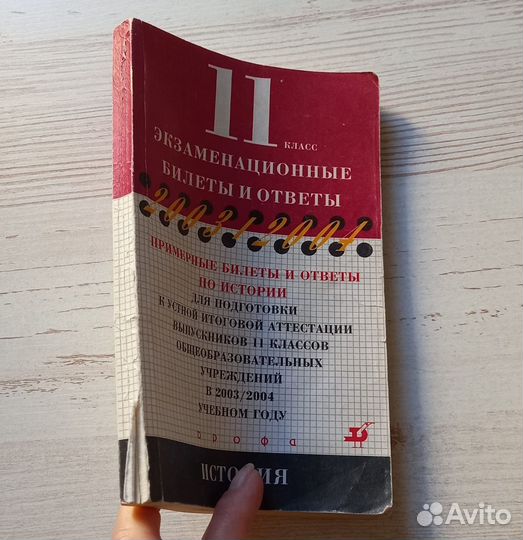 11
КЛАСС
ЭКЗАМЕНАЦИОННЫЕ
БИЛЕТЫ И ОТВЕТЫ
2003/2004
ПРИМЕРНЫЕ БИЛЕТЫ И ОТВЕТЫ
ПО ИСТОРИИ
ДЛЯ ПОДГОТОВКИ
К УСТНОЙ ИТОГОВОЙ АТТЕСТАЦИИ
ВЫПУСКНИКОВ 11 КЛАССОВ
ОБЩЕОБРАЗОВАТЕЛЬНЫХ
УЧРЕЖДЕНИЙ
В 2003/2004
УЧЕБНОМ ГОДУ
дрофа
ИСТОРИЯ
Avito